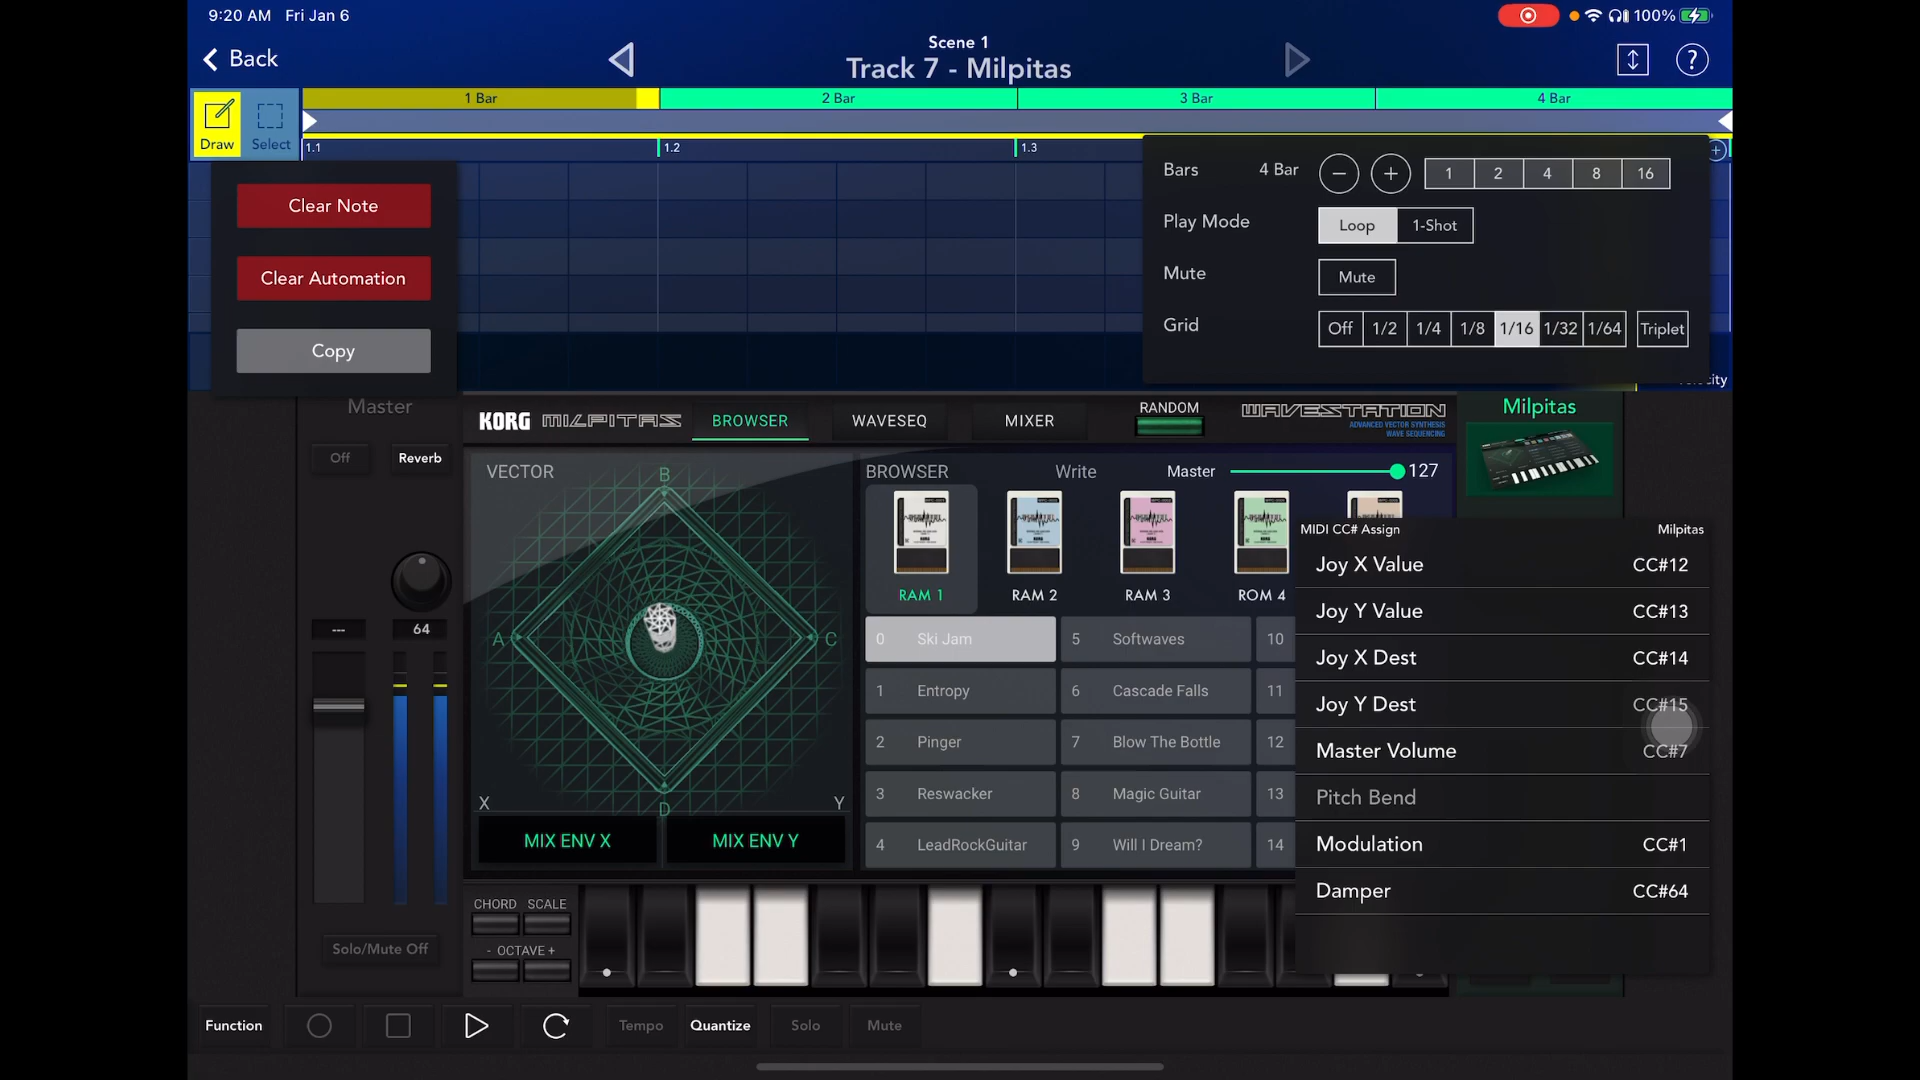 9:20 AM Fri Jan 6
100%
Back
Scene 1
Track 7 - Milpitas
?
Draw
Select
1 Bar
2 Bar
3 Bar
4 Bar
1.1
1.2
1.3
Clear Note
Clear Automation
Copy
Bars 4 Bar − + 1 2 4 8 16
Play Mode Loop 1-Shot
Mute Mute
Grid Off 1/2 1/4 1/8 1/16 1/32 1/64 Triplet
Master
Off
Reverb
---
64
Solo/Mute Off
KORG MILPITAS
BROWSER
WAVESEQ
MIXER
RANDOM
WAVESTATION
ADVANCED VECTOR SYNTHESIS
WAVE SEQUENCING
Milpitas
VECTOR
B
A
C
D
X
Y
MIX ENV X
MIX ENV Y
BROWSER
Write
Master
127
RAM 1
RAM 2
RAM 3
ROM 4
0 Ski Jam
5 Softwaves
10
1 Entropy
6 Cascade Falls
11
2 Pinger
7 Blow The Bottle
12
3 Reswacker
8 Magic Guitar
13
4 LeadRockGuitar
9 Will I Dream?
14
MIDI CC# Assign
Milpitas
Joy X Value CC#12
Joy Y Value CC#13
Joy X Dest CC#14
Joy Y Dest CC#15
Master Volume CC#7
Pitch Bend
Modulation CC#1
Damper CC#64
CHORD SCALE
- OCTAVE +
Function
Tempo
Quantize
Solo
Mute